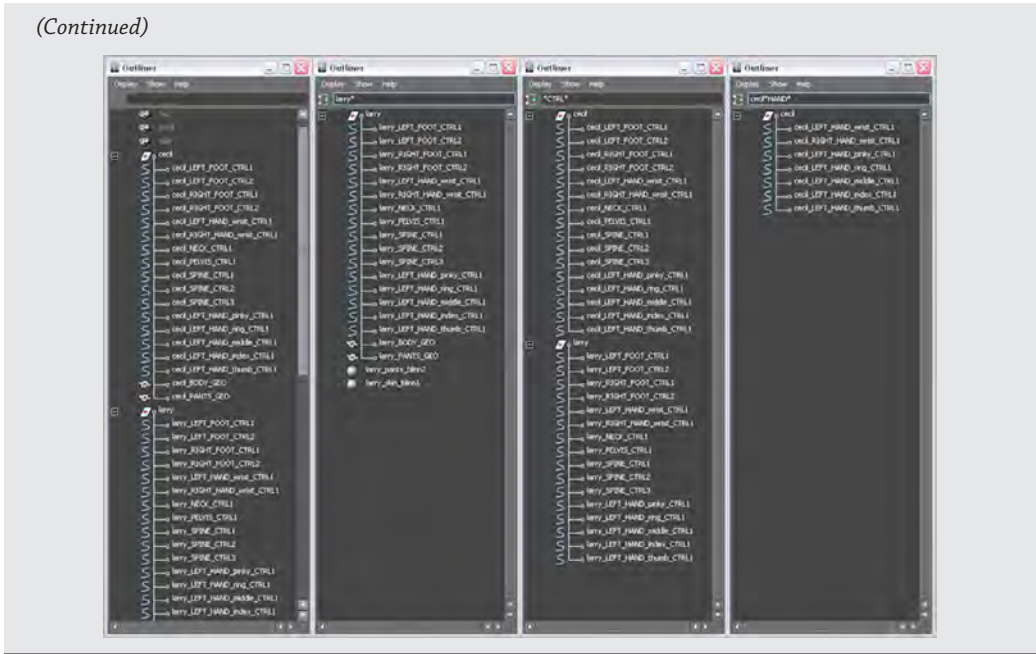 (Continued)
Outliner
Display Show Help
cecil
cecil_LEFT_FOOT_CTRL1
cecil_LEFT_FOOT_CTRL2
cecil_RIGHT_FOOT_CTRL1
cecil_RIGHT_FOOT_CTRL2
cecil_LEFT_HAND_wrist_CTRL1
cecil_RIGHT_HAND_wrist_CTRL1
cecil_NECK_CTRL1
cecil_PELVIS_CTRL1
cecil_SPINE_CTRL1
cecil_SPINE_CTRL2
cecil_SPINE_CTRL3
cecil_LEFT_HAND_pinky_CTRL1
cecil_LEFT_HAND_ring_CTRL1
cecil_LEFT_HAND_middle_CTRL1
cecil_LEFT_HAND_index_CTRL1
cecil_LEFT_HAND_thumb_CTRL1
cecil_BODY_GEO
cecil_PANTS_GEO
larry
larry_LEFT_FOOT_CTRL1
larry_LEFT_FOOT_CTRL2
larry_RIGHT_FOOT_CTRL1
larry_RIGHT_FOOT_CTRL2
larry_LEFT_HAND_wrist_CTRL1
larry_RIGHT_HAND_wrist_CTRL1
larry_NECK_CTRL1
larry_PELVIS_CTRL1
larry_SPINE_CTRL1
larry_SPINE_CTRL2
larry_SPINE_CTRL3
larry_LEFT_HAND_pinky_CTRL1
larry_LEFT_HAND_ring_CTRL1
larry_LEFT_HAND_middle_CTRL1
larry_LEFT_HAND_index_CTRL1
Outliner
Display Show Help
larry*
larry
larry_LEFT_FOOT_CTRL1
larry_LEFT_FOOT_CTRL2
larry_RIGHT_FOOT_CTRL1
larry_RIGHT_FOOT_CTRL2
larry_LEFT_HAND_wrist_CTRL1
larry_RIGHT_HAND_wrist_CTRL1
larry_NECK_CTRL1
larry_PELVIS_CTRL1
larry_SPINE_CTRL1
larry_SPINE_CTRL2
larry_SPINE_CTRL3
larry_LEFT_HAND_pinky_CTRL1
larry_LEFT_HAND_ring_CTRL1
larry_LEFT_HAND_middle_CTRL1
larry_LEFT_HAND_index_CTRL1
larry_LEFT_HAND_thumb_CTRL1
larry_BODY_GEO
larry_PANTS_GEO
larry_pants_blinn2
larry_skin_blinn1
Outliner
Display Show Help
*CTRL*
cecil
cecil_LEFT_FOOT_CTRL1
cecil_LEFT_FOOT_CTRL2
cecil_RIGHT_FOOT_CTRL1
cecil_RIGHT_FOOT_CTRL2
cecil_LEFT_HAND_wrist_CTRL1
cecil_RIGHT_HAND_wrist_CTRL1
cecil_NECK_CTRL1
cecil_PELVIS_CTRL1
cecil_SPINE_CTRL1
cecil_SPINE_CTRL2
cecil_SPINE_CTRL3
cecil_LEFT_HAND_pinky_CTRL1
cecil_LEFT_HAND_ring_CTRL1
cecil_LEFT_HAND_middle_CTRL1
cecil_LEFT_HAND_index_CTRL1
cecil_LEFT_HAND_thumb_CTRL1
larry
larry_LEFT_FOOT_CTRL1
larry_LEFT_FOOT_CTRL2
larry_RIGHT_FOOT_CTRL1
larry_RIGHT_FOOT_CTRL2
larry_LEFT_HAND_wrist_CTRL1
larry_RIGHT_HAND_wrist_CTRL1
larry_NECK_CTRL1
larry_PELVIS_CTRL1
larry_SPINE_CTRL1
larry_SPINE_CTRL2
larry_SPINE_CTRL3
larry_LEFT_HAND_pinky_CTRL1
larry_LEFT_HAND_ring_CTRL1
larry_LEFT_HAND_middle_CTRL1
larry_LEFT_HAND_index_CTRL1
larry_LEFT_HAND_thumb_CTRL1
Outliner
Display Show Help
cecil*HAND*
cecil
cecil_LEFT_HAND_wrist_CTRL1
cecil_RIGHT_HAND_wrist_CTRL1
cecil_LEFT_HAND_pinky_CTRL1
cecil_LEFT_HAND_ring_CTRL1
cecil_LEFT_HAND_middle_CTRL1
cecil_LEFT_HAND_index_CTRL1
cecil_LEFT_HAND_thumb_CTRL1